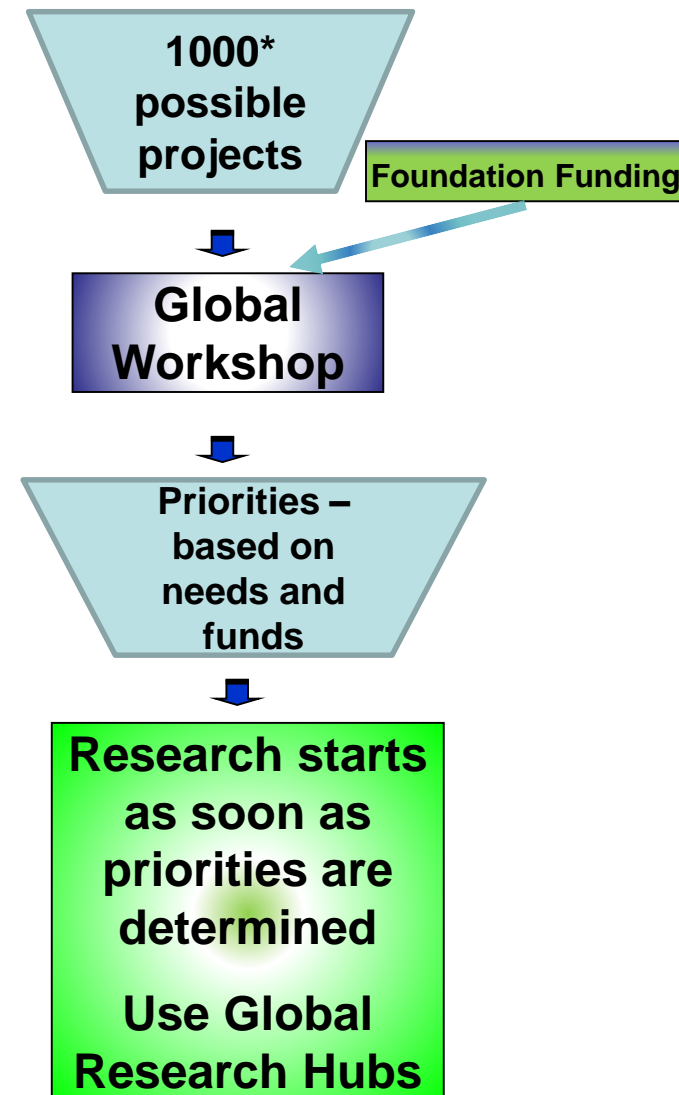 1000*
possible
projects
Foundation Funding
Global
Workshop
Priorities –
based on
needs and
funds
Research starts
as soon as
priorities are
determined
Use Global
Research Hubs